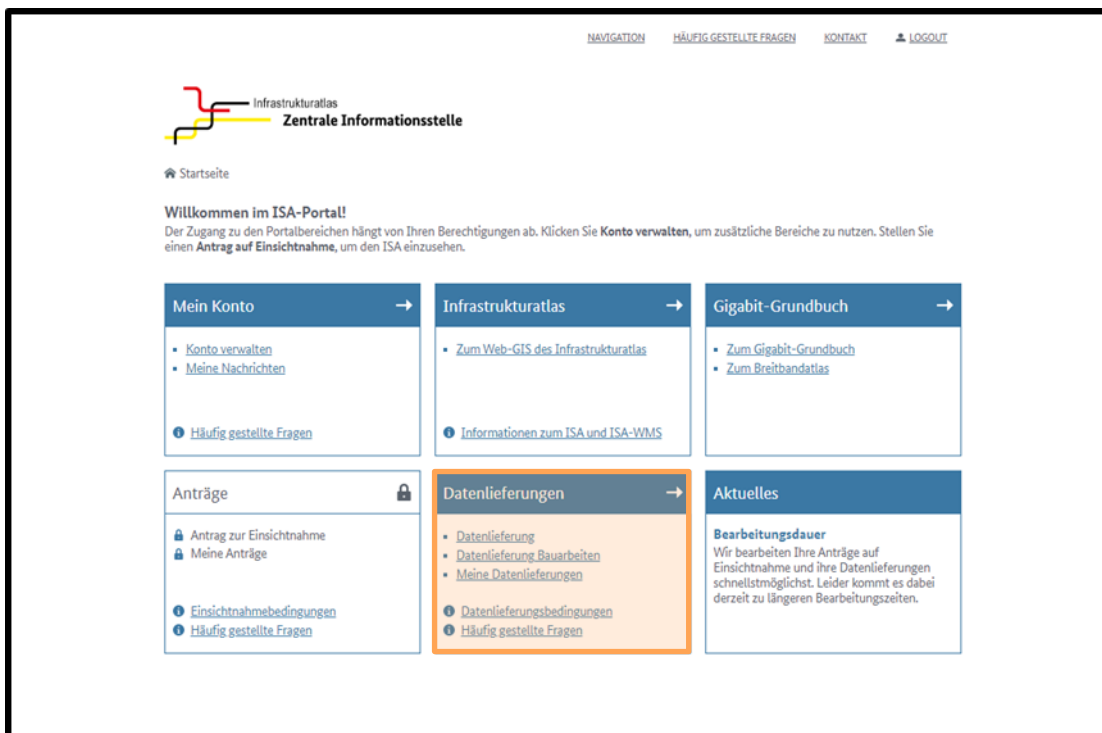 NAVIGATION HÄUFIG GESTELLTE FRAGEN KONTAKT LOGOUT
Infrastrukturatlas
Zentrale Informationsstelle
Startseite
Willkommen im ISA-Portal!
Der Zugang zu den Portalbereichen hängt von Ihren Berechtigungen ab. Klicken Sie Konto verwalten, um zusätzliche Bereiche zu nutzen. Stellen Sie
einen Antrag auf Einsichtnahme, um den ISA einzusehen.
Mein Konto
Konto verwalten
Meine Nachrichten
Häufig gestellte Fragen
Infrastrukturatlas
Zum Web-GIS des Infrastrukturatlas
Informationen zum ISA und ISA-WMS
Gigabit-Grundbuch
Zum Gigabit-Grundbuch
Zum Breitbandatlas
Anträge
Antrag zur Einsichtnahme
Meine Anträge
Einsichtnahmebedingungen
Häufig gestellte Fragen
Datenlieferungen
Datenlieferung
Datenlieferung Bauarbeiten
Meine Datenlieferungen
Datenlieferungsbedingungen
Häufig gestellte Fragen
Aktuelles
Bearbeitungsdauer
Wir bearbeiten Ihre Anträge auf
Einsichtnahme und ihre Datenlieferungen
schnellstmöglichst. Leider kommt es dabei
derzeit zu längeren Bearbeitungszeiten.